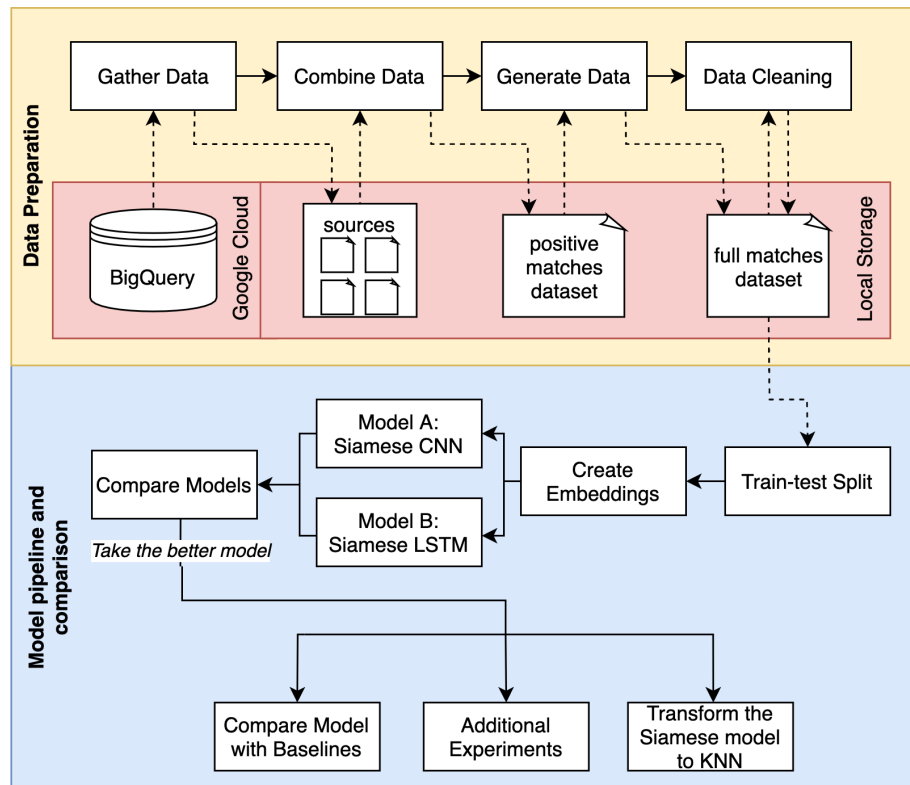 Gather Data
Combine Data
Generate Data
Data Cleaning
Data Preparation
BigQuery
Google Cloud
sources
positive
matches
dataset
full matches
dataset
Local Storage
Model pipeline and
comparison
Compare Models
Model A:
Siamese CNN
Model B:
Siamese LSTM
Create
Embeddings
Train-test Split
Take the better model
Compare Model
with Baselines
Additional
Experiments
Transform the
Siamese model
to KNN